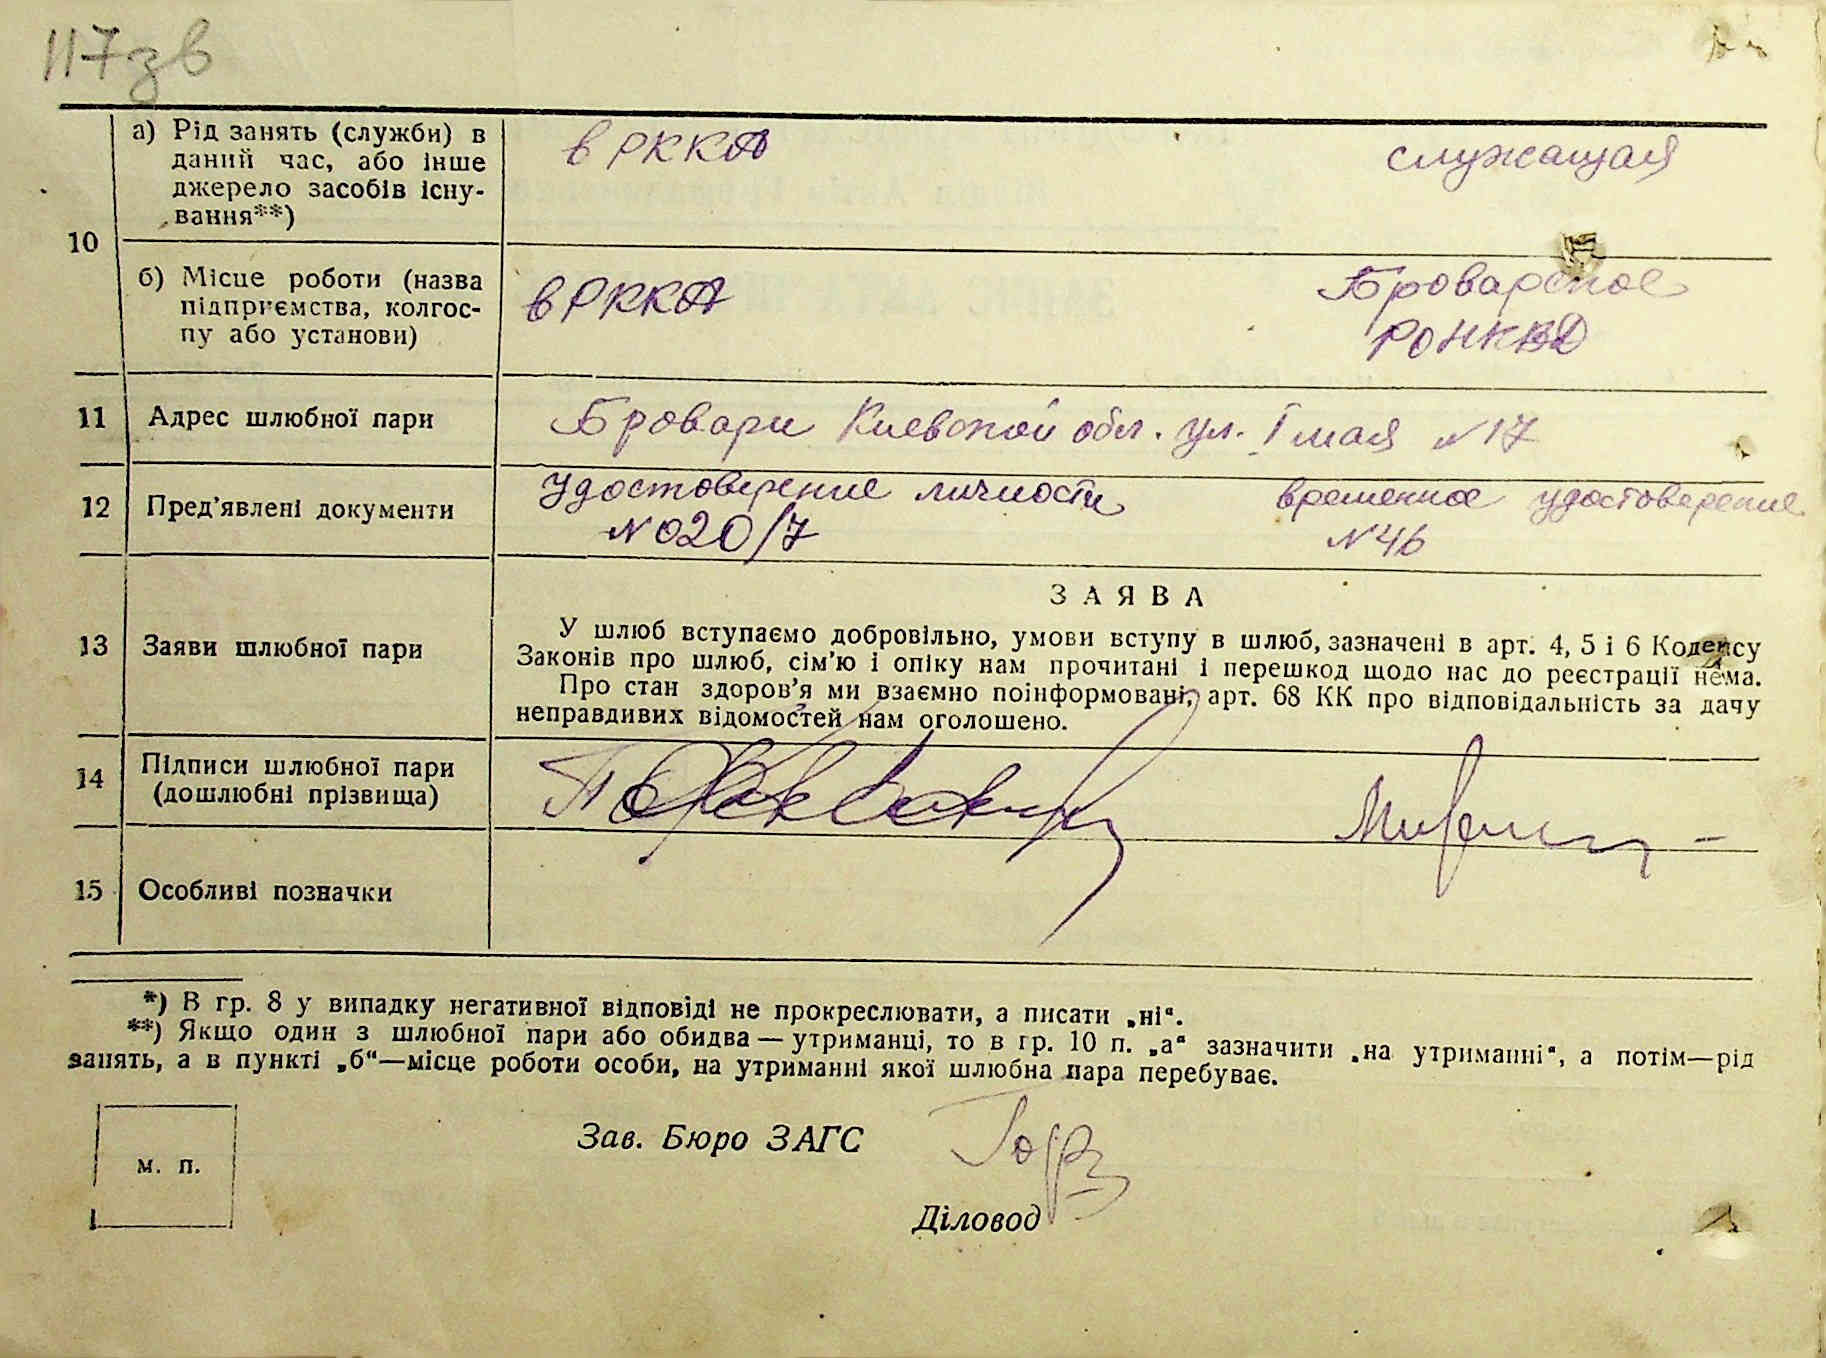 117зв
10
а) Рід занять (служби) в
даний час, або інше
джерело засобів існу-
вання**)
в РККА
служащая
б) Місце роботи (назва
підприємства, колгос-
пу або установи)
в РККА
Броварское
РОНКВД
11 Адрес шлюбної пари
Бровари Киевской обл. ул. I мая N 17
12 Пред'явлені документи
удостоверение личности
N 020/7
временное удостоверение
N 46
13 Заяви шлюбної пари
ЗАЯВА
У шлюб вступаємо добровільно, умови вступу в шлюб, зазначені в арт. 4, 5 і 6 Кодексу
Законів про шлюб, сім'ю і опіку нам прочитані і перешкод щодо нас до реєстрації нема.
Про стан здоров'я ми взаємно поінформовані, арт. 68 КК про відповідальність за дачу
неправдивих відомостей нам оголошено.
14 Підписи шлюбної пари
(дошлюбні прізвища)
15 Особливі позначки
*) В гр. 8 у випадку негативної відповіді не прокреслювати, а писати „ні“.
**) Якщо один з шлюбної пари або обидва — утриманці, то в гр. 10 п. „а“ зазначити „на утриманні“, а потім—рід
занять, а в пункті „б“—місце роботи особи, на утриманні якої шлюбна пара перебуває.
м. п.
Зав. Бюро ЗАГС
Діловод